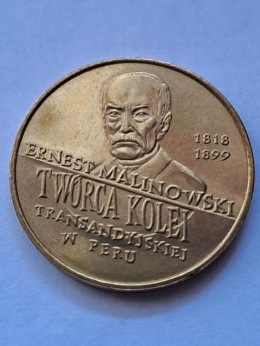 1818
1899
ERNEST MALINOWSKI
TWÓRCA KOLEI
TRANSANDYJSKIEJ
W PERU